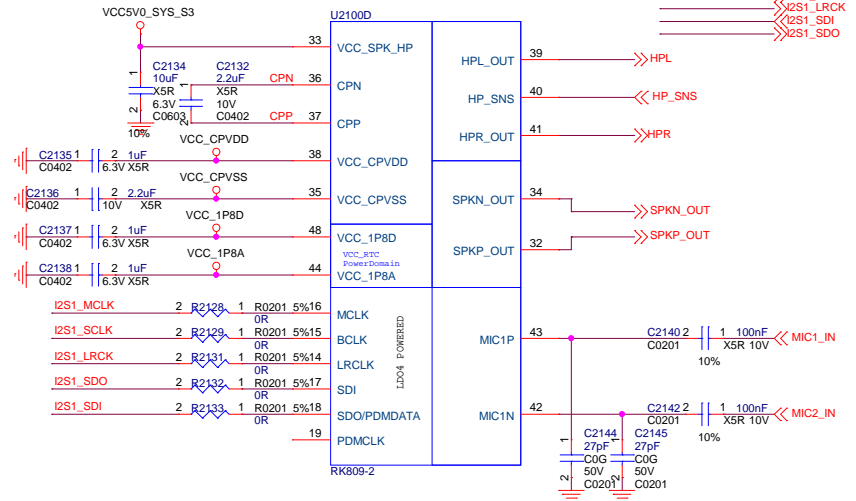 VCC5V0_SYS_S3
U2100D
I2S1_LRCK
I2S1_SDI
I2S1_SDO
33
VCC_SPK_HP
HPL_OUT
39
HPL
1
C2134
10uF
X5R
6.3V
C0603
2
10%
C2132
2.2uF
X5R
10V
C0402
1
2
CPN
36
CPN
HP_SNS
40
HP_SNS
CPP
37
CPP
HPR_OUT
41
HPR
VCC_CPVDD
C2135 1 2 1uF
C0402 6.3V X5R
38
VCC_CPVDD
VCC_CPVSS
C2136 1 2 2.2uF
C0402 10V X5R
35
VCC_CPVSS
SPKN_OUT
34
SPKN_OUT
VCC_1P8D
C2137 1 2 1uF
C0402 6.3V X5R
48
VCC_1P8D
SPKP_OUT
32
SPKP_OUT
VCC_RTC
PowerDomain
VCC_1P8A
C2138 1 2 1uF
C0402 6.3V X5R
44
VCC_1P8A
I2S1_MCLK 2 R2128 1 R0201 5% 16
0R
MCLK
I2S1_SCLK 2 R2129 1 R0201 5% 15
0R
BCLK
I2S1_LRCK 2 R2131 1 R0201 5% 14
0R
LRCLK
I2S1_SDO 2 R2132 1 R0201 5% 17
0R
SDI
I2S1_SDI 2 R2133 1 R0201 5% 18
0R
SDO/PDMDATA
19
PDMCLK
LDO4 POWERED
MIC1P
43
C2140 2 1 100nF
C0201 X5R 10V
10%
MIC1_IN
MIC1N
42
C2142 2 1 100nF
C0201 X5R 10V
10%
MIC2_IN
1
C2144
27pF
C0G
50V
C0201
2
1
C2145
27pF
C0G
50V
C0201
2
RK809-2